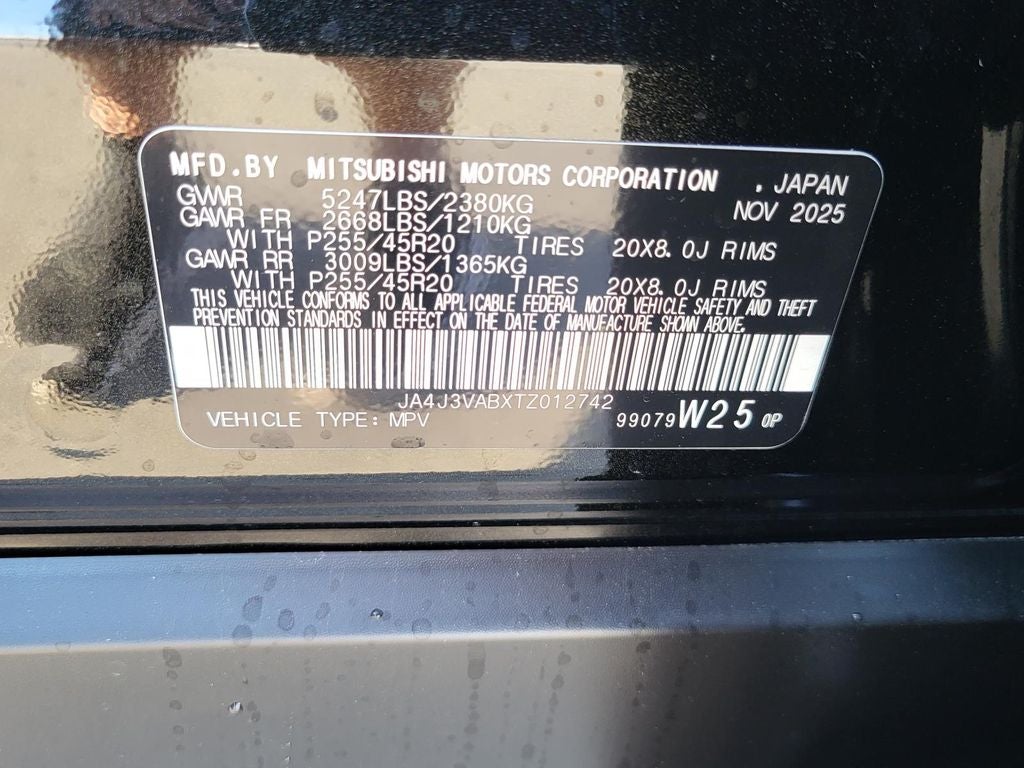 MFD.BY MITSUBISHI MOTORS CORPORATION . JAPAN
GVWR 5247LBS/2380KG NOV 2025
GAWR FR 2668LBS/1210KG
WITH P255/45R20 TIRES 20X8.0J RIMS
GAWR RR 3009LBS/1365KG
WITH P255/45R20 TIRES 20X8.0J RIMS
THIS VEHICLE CONFORMS TO ALL APPLICABLE FEDERAL MOTOR VEHICLE SAFETY AND THEFT
PREVENTION STANDARDS IN EFFECT ON THE DATE OF MANUFACTURE SHOWN ABOVE.
JA4J3VABXTZ012742
VEHICLE TYPE: MPV 99079W25 0P